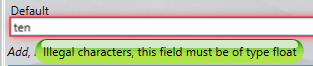 Default
ten
Add, Illegal characters, this field must be of type float